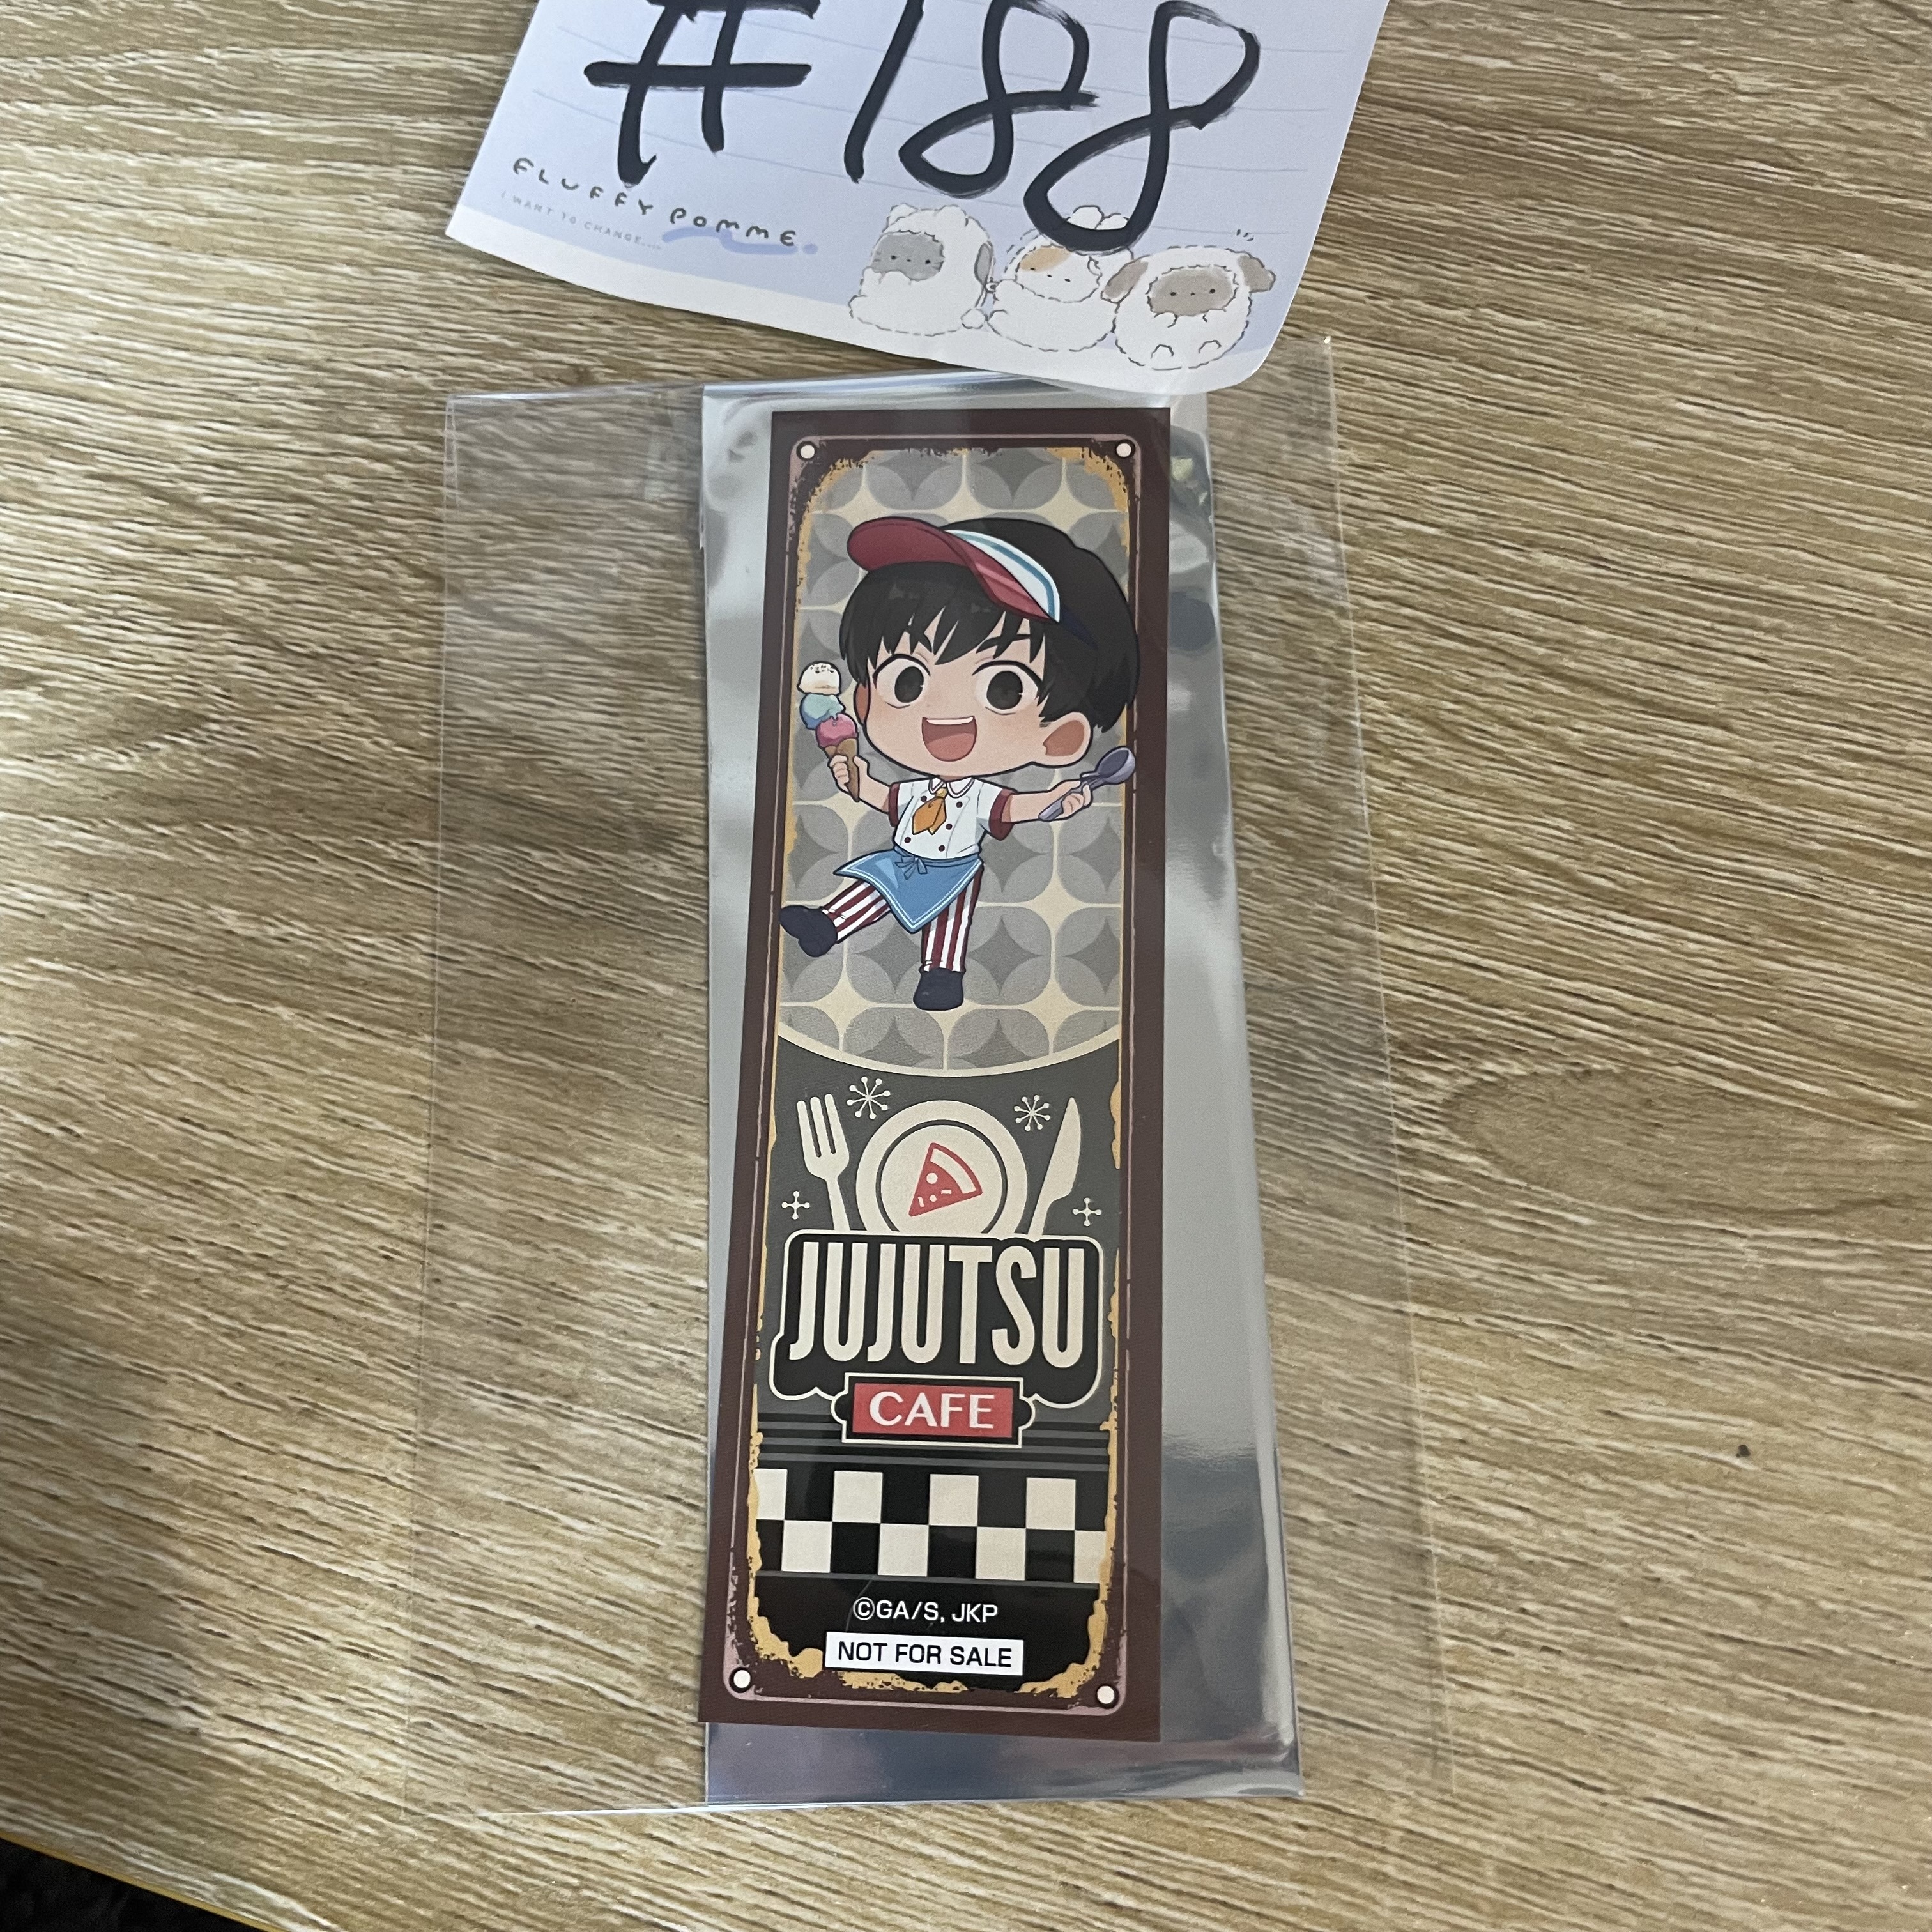 #188
FLUFFY POMME.
I WANT TO CHANGE....
JUJUTSU
CAFE
©GA/S, JKP
NOT FOR SALE